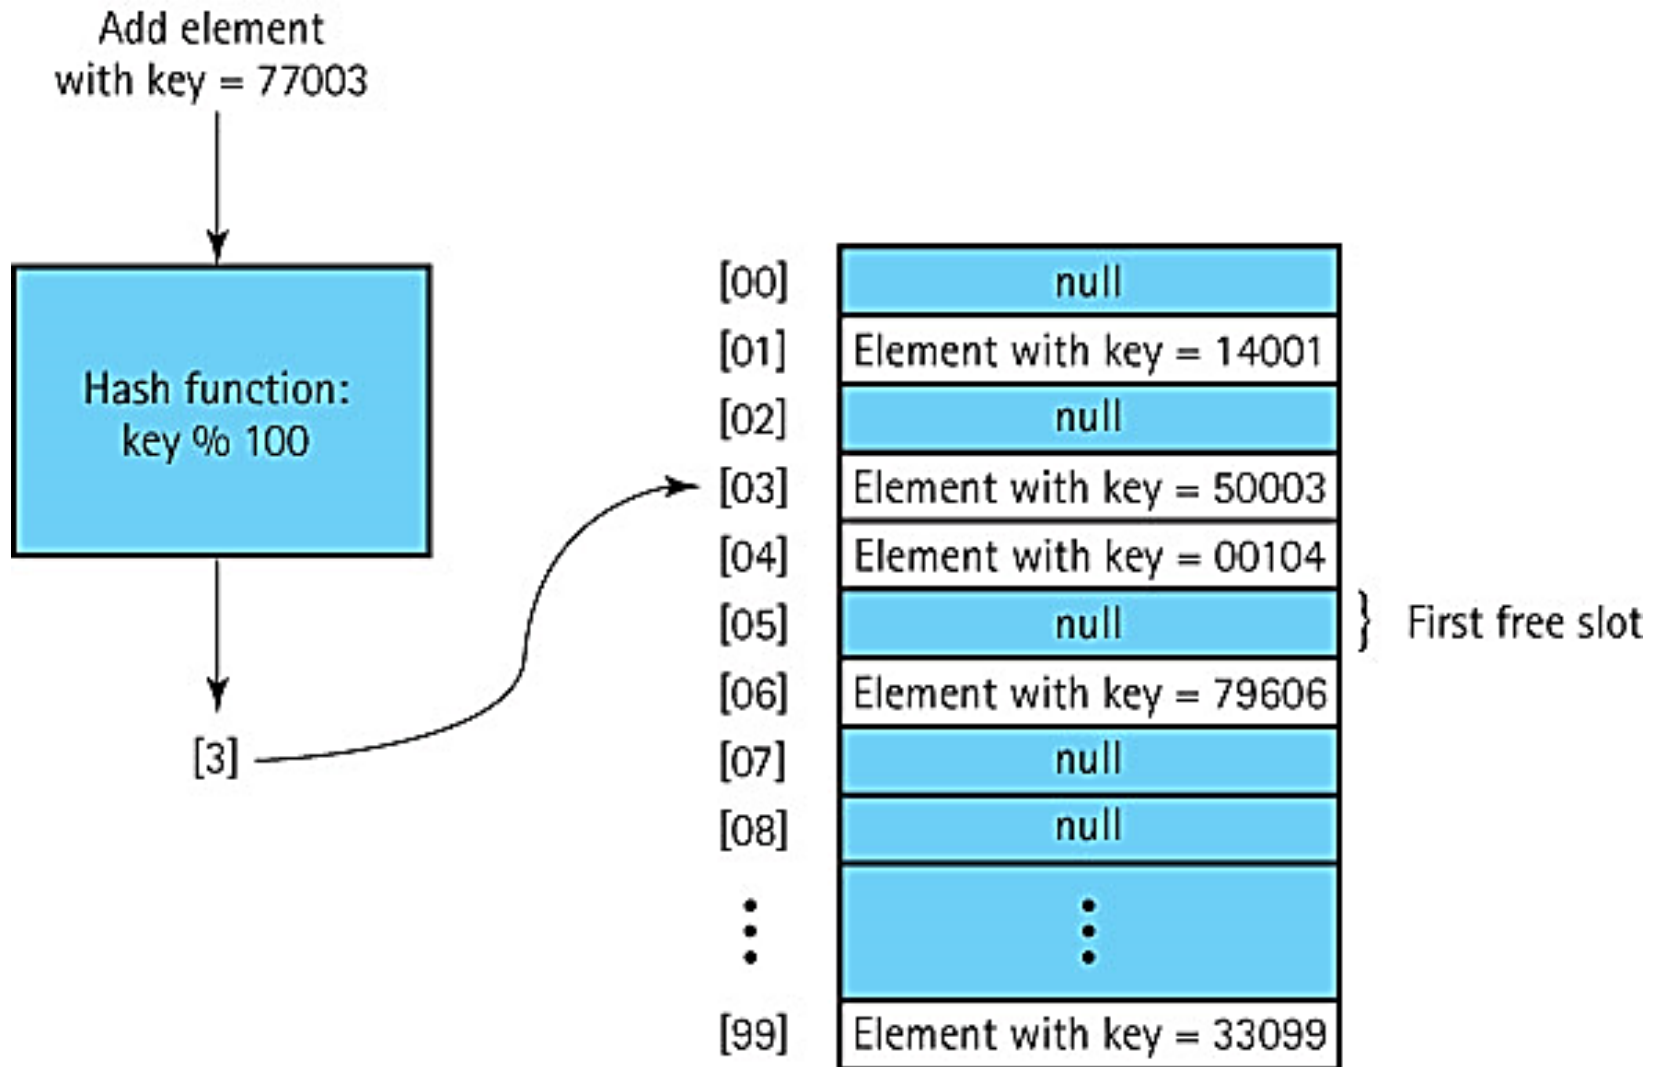 Add element
with key = 77003
Hash function:
key % 100
[3]
[00] null
[01] Element with key = 14001
[02] null
[03] Element with key = 50003
[04] Element with key = 00104
[05] null } First free slot
[06] Element with key = 79606
[07] null
[08] null
[99] Element with key = 33099